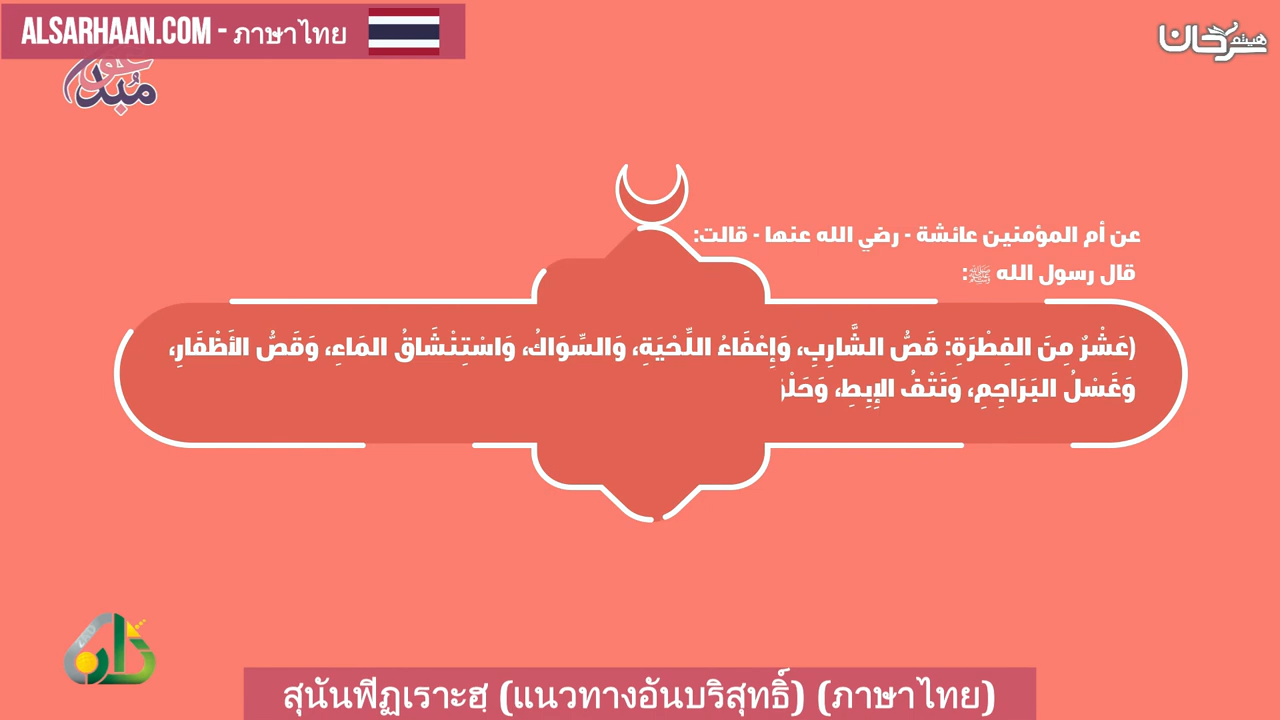 ALSARHAAN.COM - ภาษาไทย
هيثم سرحان
عن أم المؤمنين عائشة - رضي الله عنها - قالت:
قال رسول الله ﷺ:
(عَشْرٌ مِنَ الفِطْرَةِ: قَصُّ الشَّارِبِ، وَإِعْفَاءُ اللِّحْيَةِ، وَالسِّوَاكُ، وَاسْتِنْشَاقُ المَاءِ، وَقَصُّ الأَظْفَارِ،
وَغَسْلُ البَرَاجِمِ، وَنَتْفُ الإِبِطِ، وَحَلْقُ
สุนันฟิฏเราะฮฺ (แนวทางอันบริสุทธิ์) (ภาษาไทย)